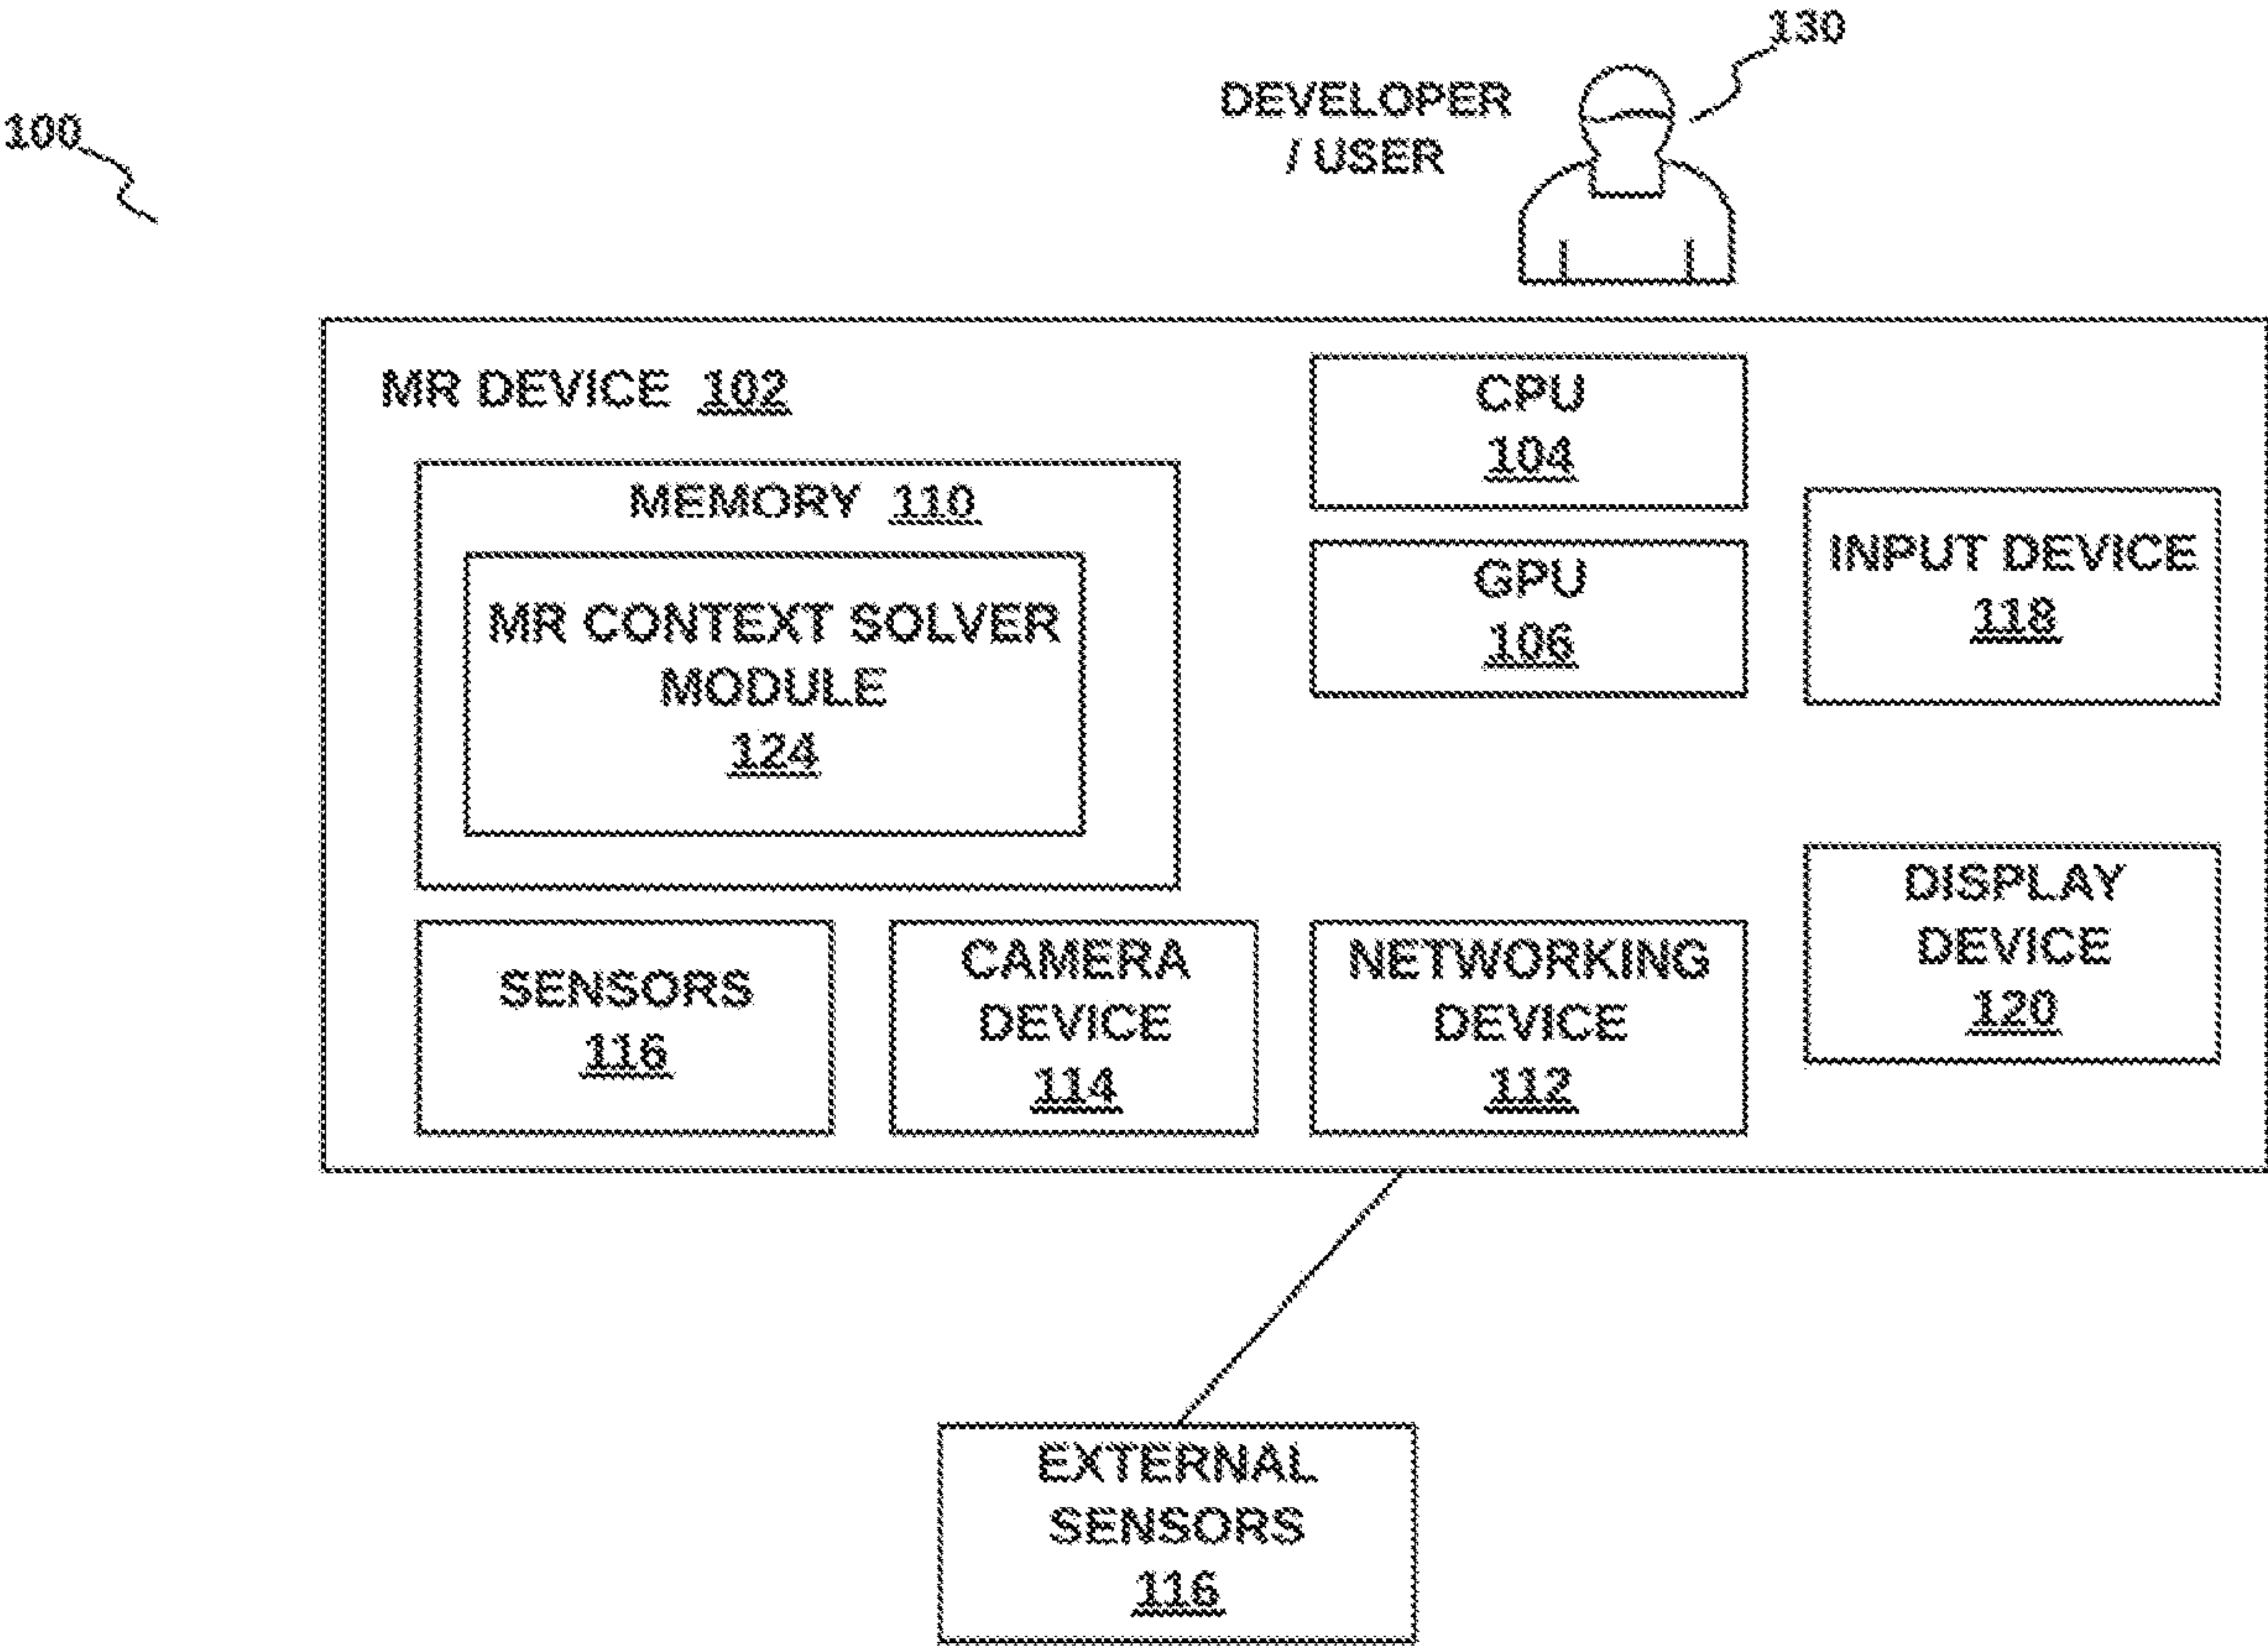 130
DEVELOPER
/ USER
100
MR DEVICE 102
CPU
104
MEMORY 110
GPU
106
INPUT DEVICE
118
MR CONTEXT SOLVER
MODULE
124
DISPLAY
DEVICE
120
SENSORS
116
CAMERA
DEVICE
114
NETWORKING
DEVICE
112
EXTERNAL
SENSORS
116